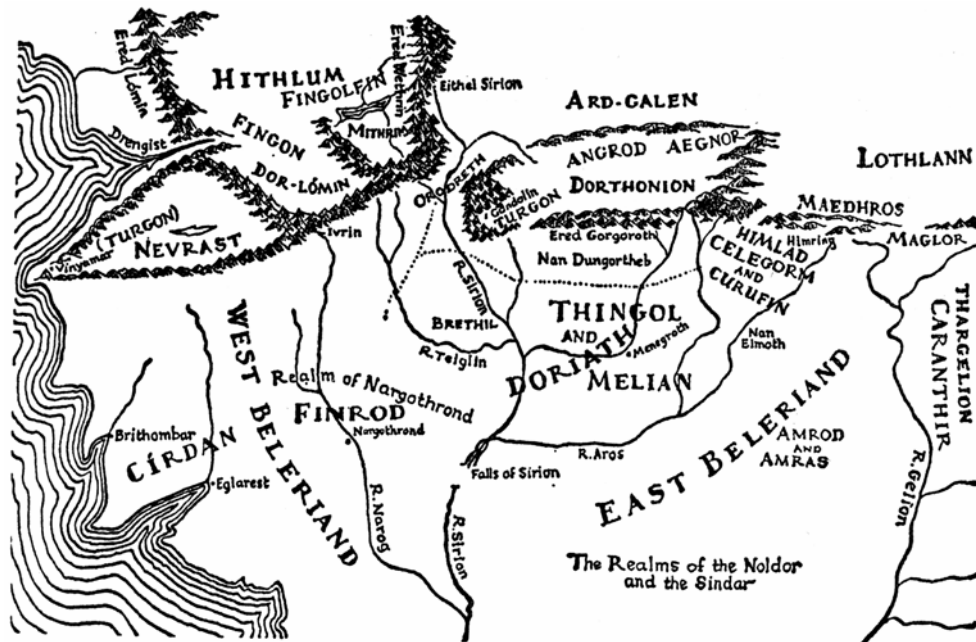 Ered Lómin
HITHLUM
FINGOLFIN
Ered Wethrin
Eithel Sirion
MITHRIM
ARD-GALEN
Drengist
FINGON
ANGROD AEGNOR
LOTHLANN
DOR-LÓMIN
ORODRETH
DORTHONION
Gondolin
TURGON
MAEDHROS
(TURGON)
NEVRAST
Vinyamar
Ivrin
Ered Gorgoroth
HIMLAD
Himring
MAGLOR
Nan Dungortheb
CELEGORM
AND
CURUFIN
R. Sirion
THARGELION
CARANTHIR
BRETHIL
THINGOL
AND
MELIAN
DORIATH
Menegroth
Nan
Elmoth
R. Teiglin
WEST BELERIAND
Realm of Nargothrond
FINROD
Nargothrond
Brithombar
CÍRDAN
Eglarest
Falls of Sirion
R. Aros
EAST BELERIAND
AMROD
AND
AMRAS
R. Gelion
R. Narog
R. Sirion
The Realms of the Noldor
and the Sindar